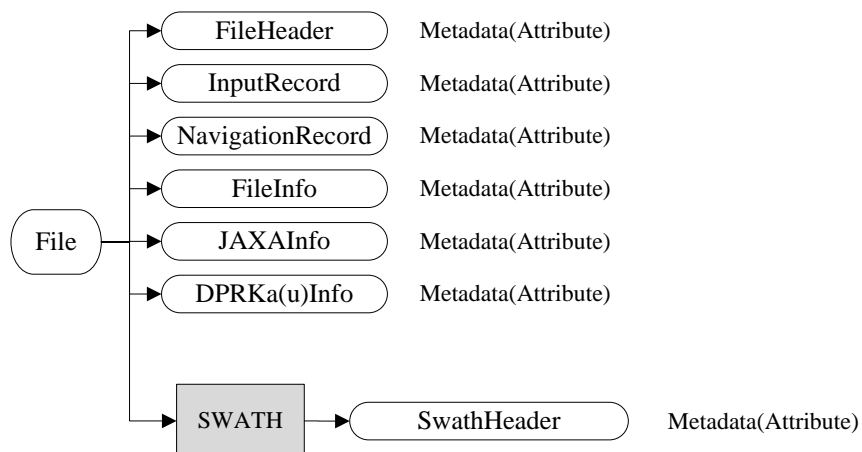 FileHeader Metadata(Attribute)
InputRecord Metadata(Attribute)
NavigationRecord Metadata(Attribute)
FileInfo Metadata(Attribute)
File
JAXAInfo Metadata(Attribute)
DPRKa(u)Info Metadata(Attribute)
SWATH SwathHeader Metadata(Attribute)